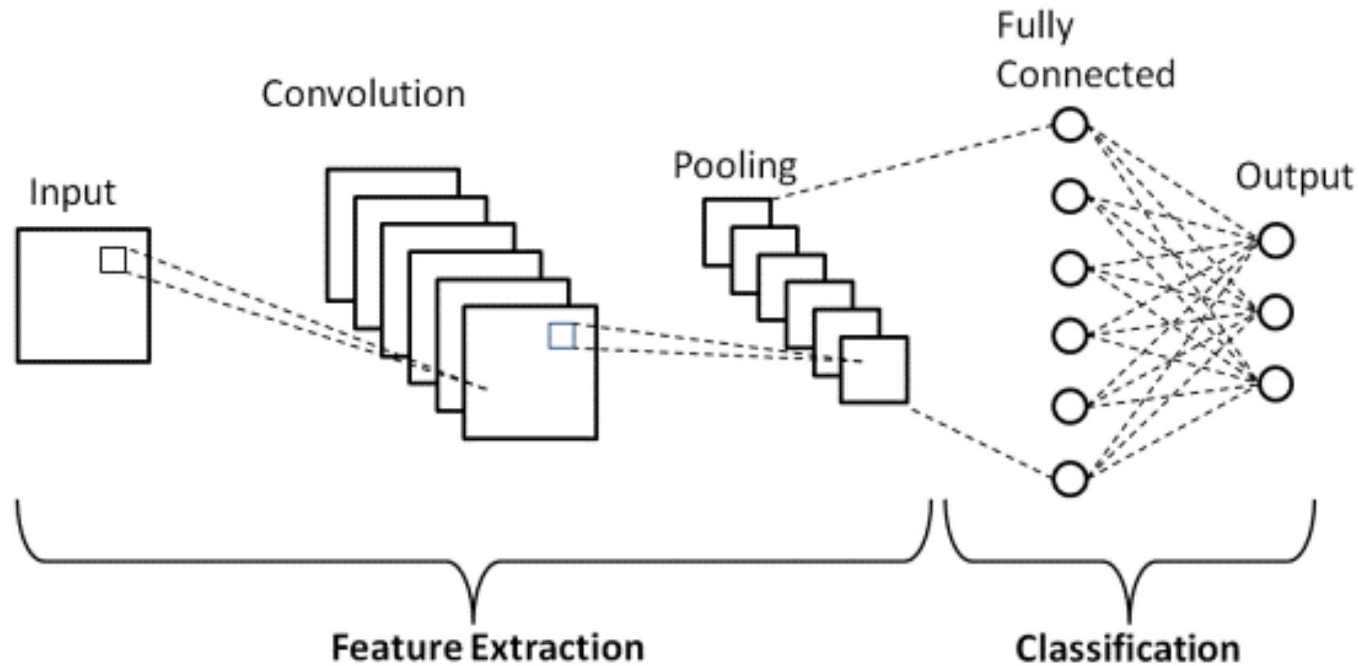 Input
Convolution
Pooling
Fully
Connected
Output
Feature Extraction
Classification